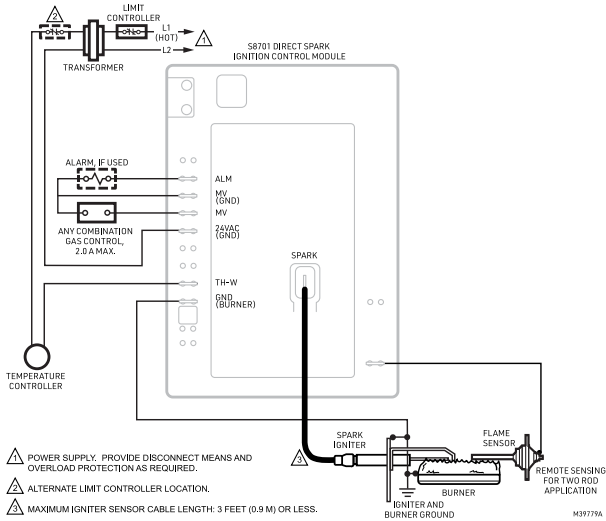 2
LIMIT
CONTROLLER
L1
(HOT)
L2
1
TRANSFORMER
S8701 DIRECT SPARK
IGNITION CONTROL MODULE
ALARM, IF USED
ALM
MV
(GND)
MV
ANY COMBINATION
GAS CONTROL,
2.0 A MAX.
24VAC
(GND)
SPARK
TH-W
GND
(BURNER)
TEMPERATURE
CONTROLLER
SPARK
IGNITER
FLAME
SENSOR
3
REMOTE SENSING
FOR TWO ROD
APPLICATION
BURNER
IGNITER AND
BURNER GROUND
1 POWER SUPPLY. PROVIDE DISCONNECT MEANS AND
OVERLOAD PROTECTION AS REQUIRED.
2 ALTERNATE LIMIT CONTROLLER LOCATION.
3 MAXIMUM IGNITER SENSOR CABLE LENGTH: 3 FEET (0.9 M) OR LESS.
M39779A